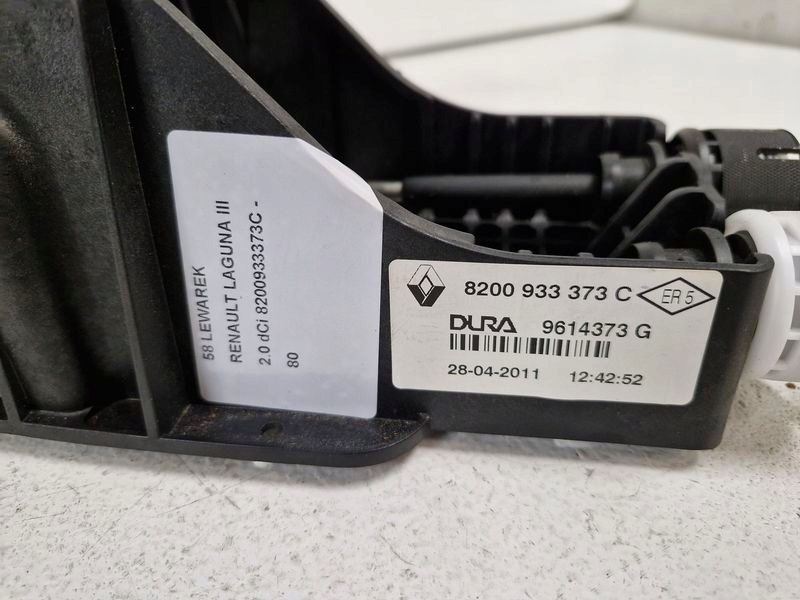 58 LEWAREK
RENAULT LAGUNA III
2.0 dCi 8200933373C -
80
8200 933 373 C
ER 5
DURA 9614373 G
28-04-2011 12:42:52